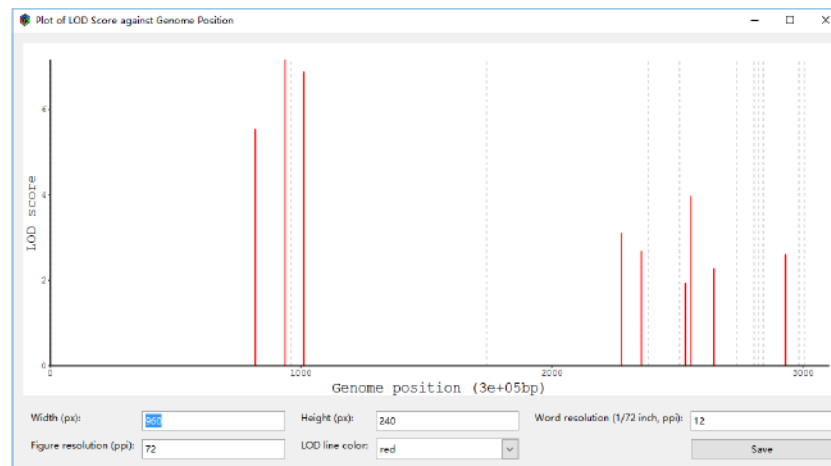 Plot of LOD Score against Genome Position
LOD score
6
4
2
0
0 1000 2000 3000
Genome position (3e+05bp)
Width (px): 960 Height (px): 240 Word resolution (1/72 inch, ppi): 12
Figure resolution (ppi): 72 LOD line color: red Save